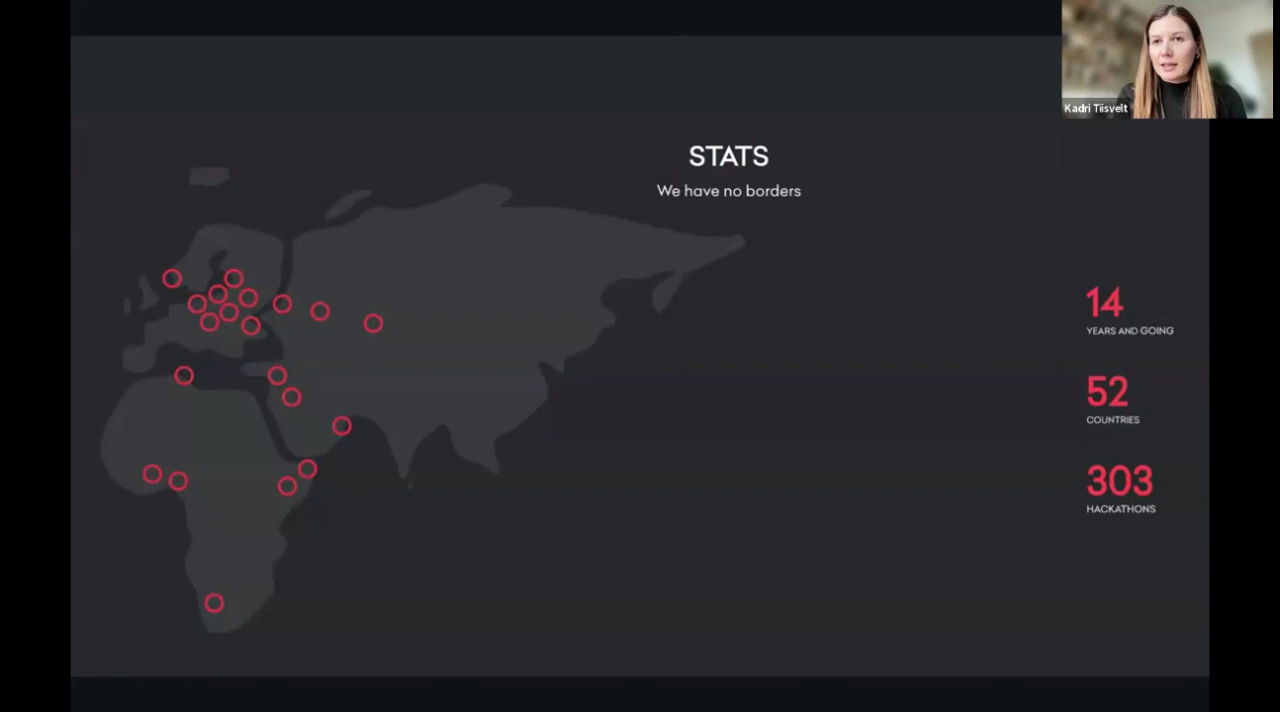 Kadri Tiisvelt
STATS
We have no borders
14
YEARS AND GOING
52
COUNTRIES
303
HACKATHONS